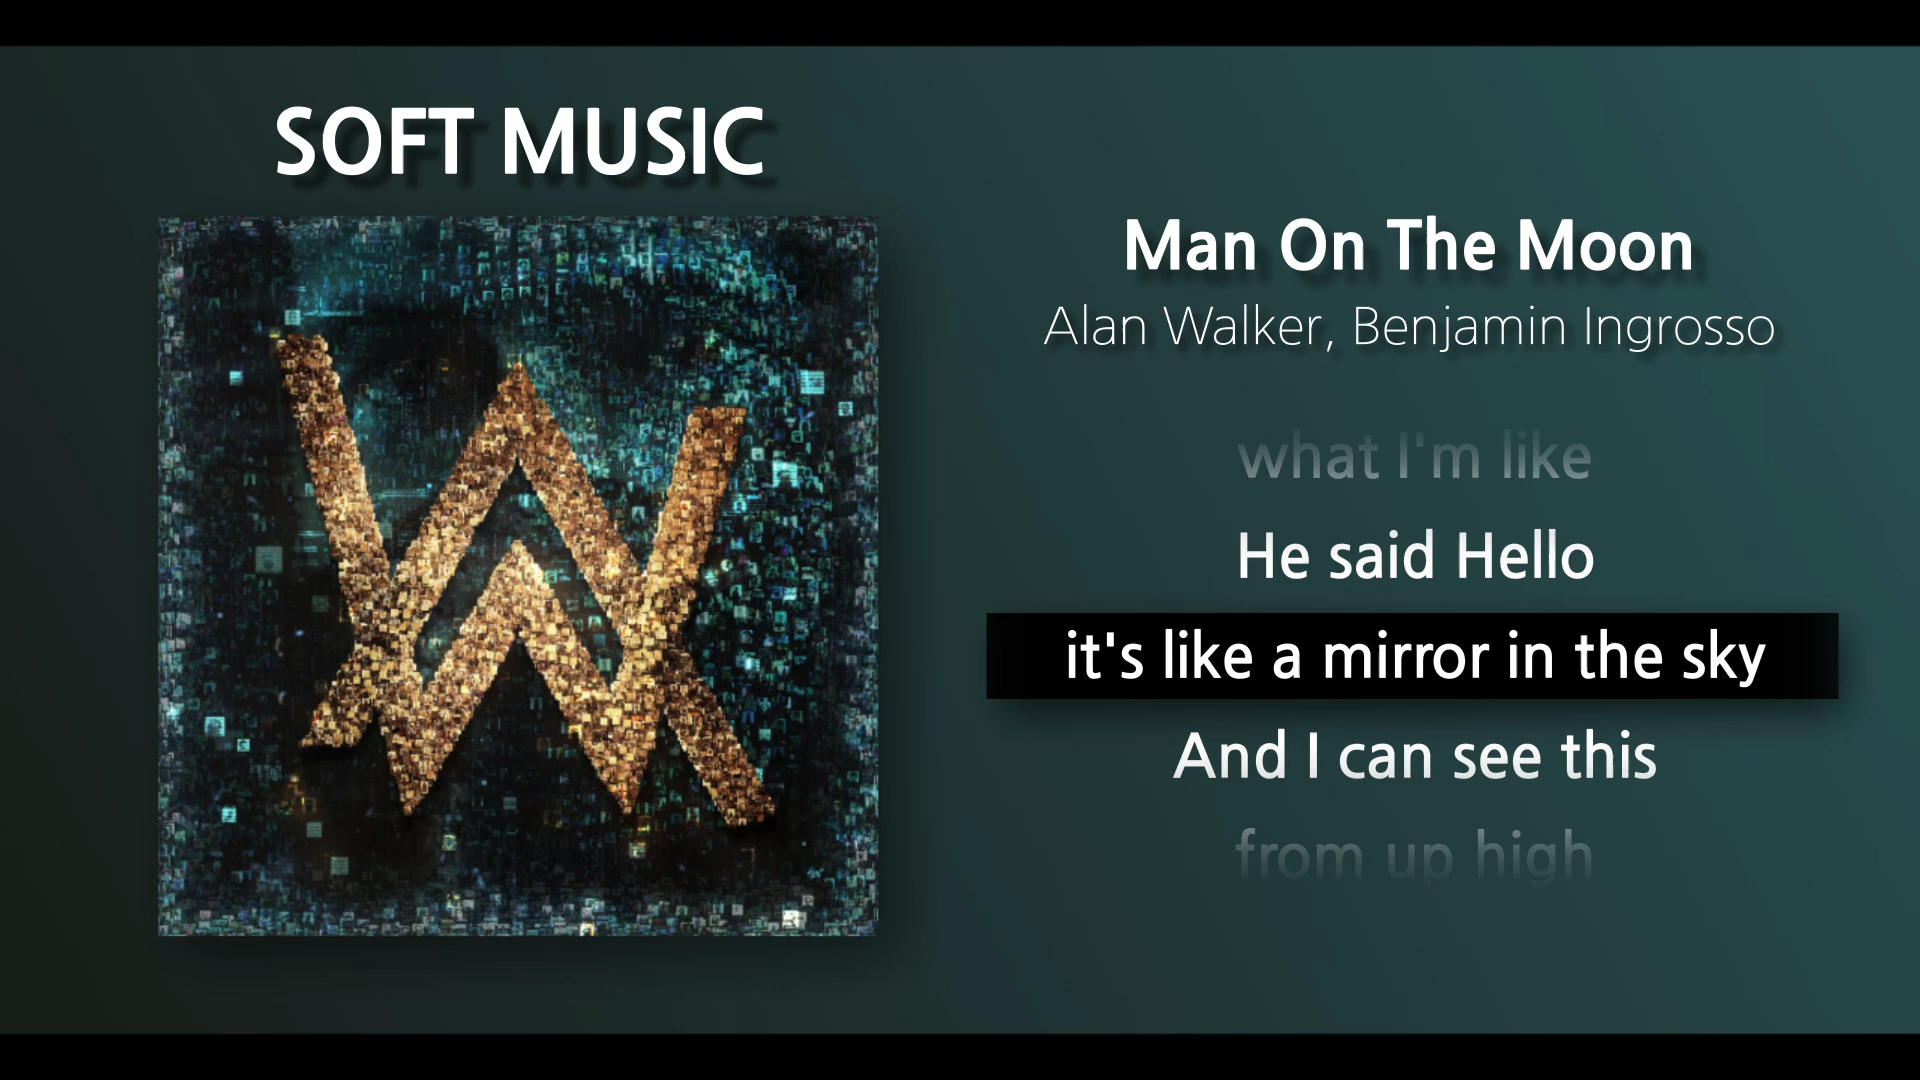 SOFT MUSIC
Man On The Moon
Alan Walker, Benjamin Ingrosso
what I'm like
He said Hello
it's like a mirror in the sky
And I can see this
from up high